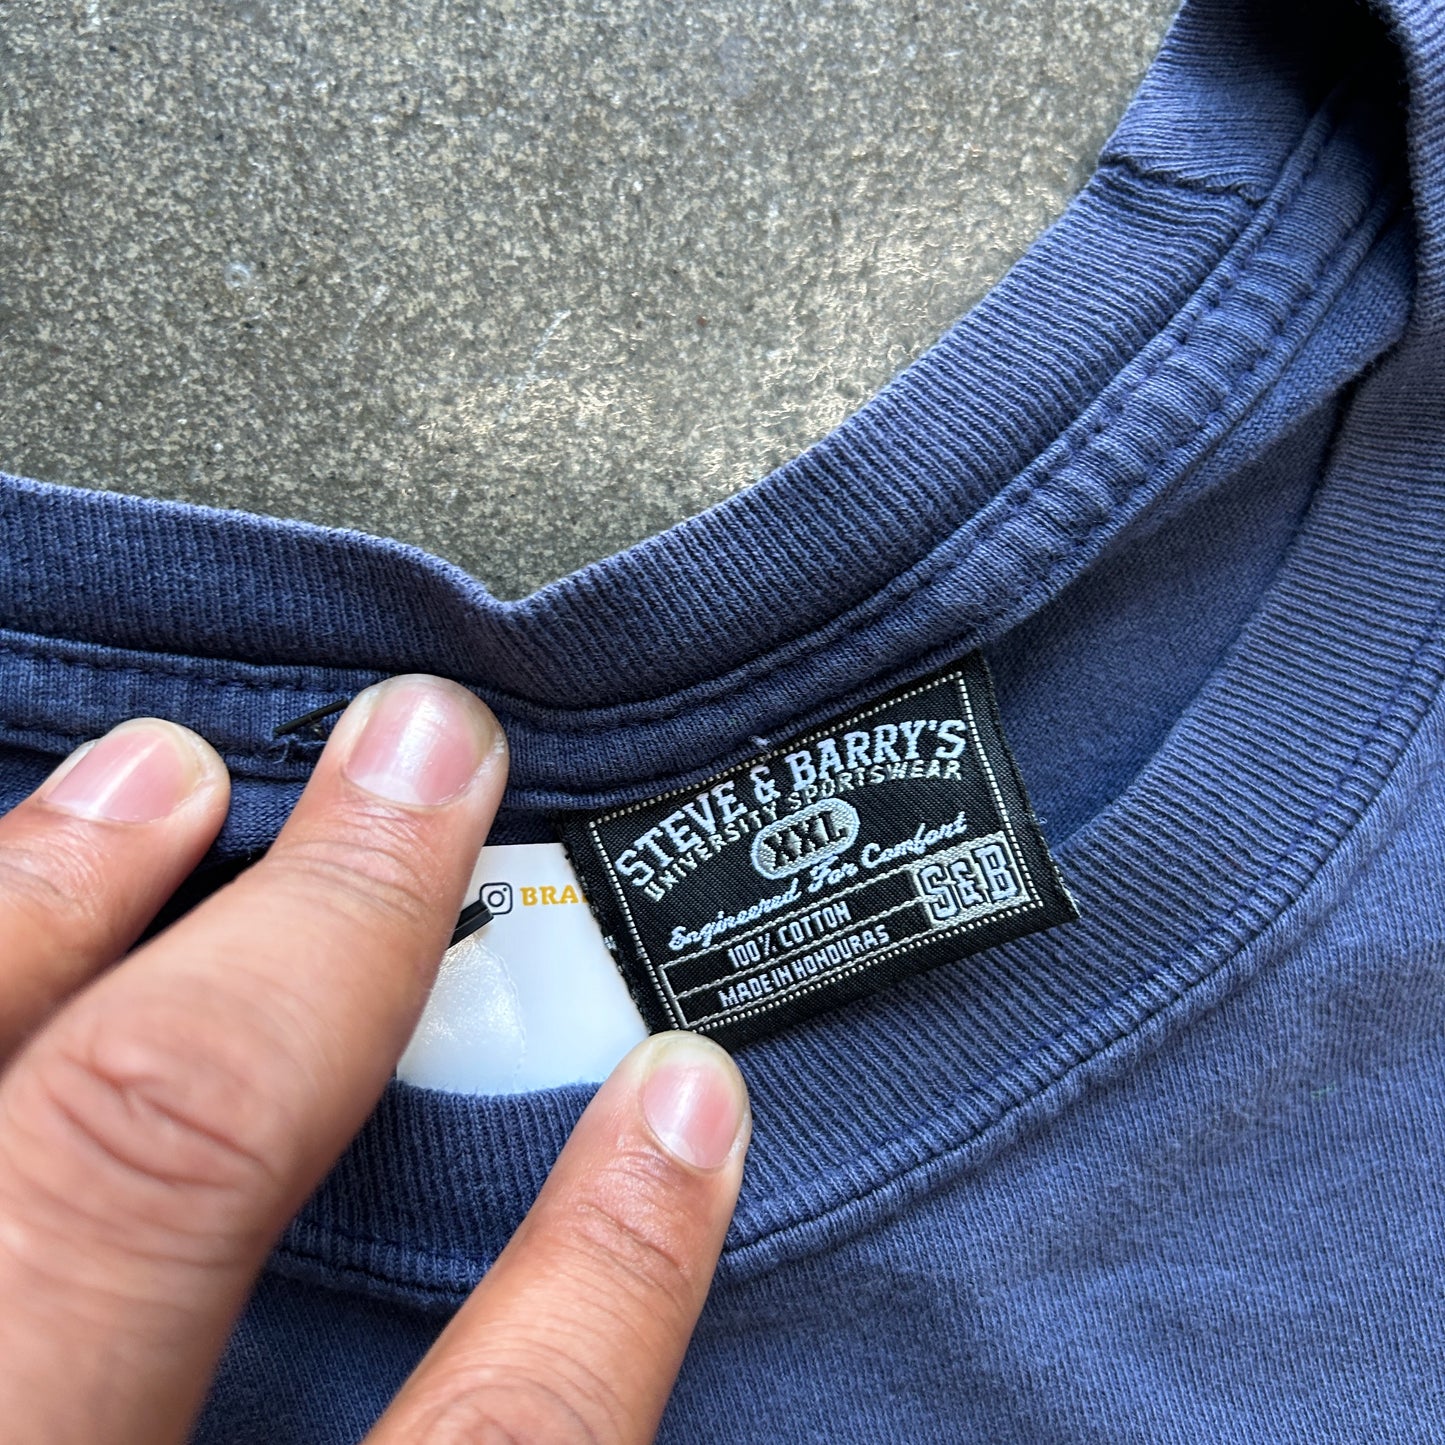 STEVE & BARRY'S
UNIVERSITY SPORTSWEAR
XXL
Engineered For Comfort
100% COTTON
S&B
MADE IN HONDURAS